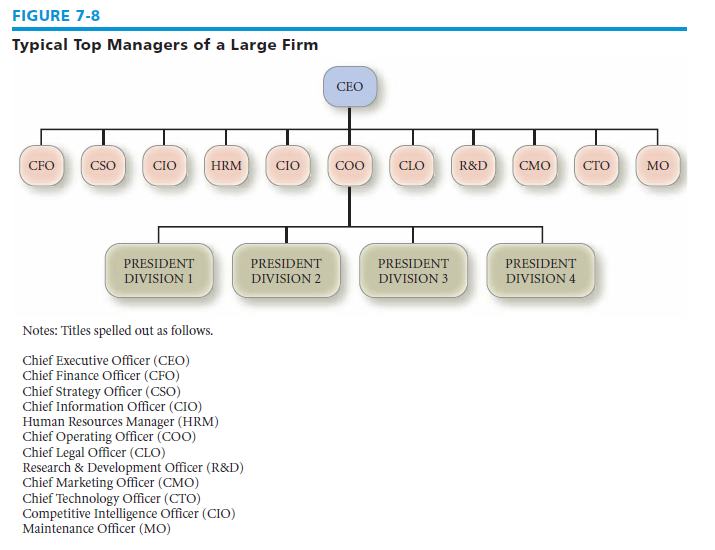 FIGURE 7-8
Typical Top Managers of a Large Firm
CEO
CFO CSO CIO HRM CIO COO CLO R&D CMO CTO MO
PRESIDENT PRESIDENT PRESIDENT PRESIDENT
DIVISION 1 DIVISION 2 DIVISION 3 DIVISION 4
Notes: Titles spelled out as follows.
Chief Executive Officer (CEO)
Chief Finance Officer (CFO)
Chief Strategy Officer (CSO)
Chief Information Officer (CIO)
Human Resources Manager (HRM)
Chief Operating Officer (COO)
Chief Legal Officer (CLO)
Research & Development Officer (R&D)
Chief Marketing Officer (CMO)
Chief Technology Officer (CTO)
Competitive Intelligence Officer (CIO)
Maintenance Officer (MO)